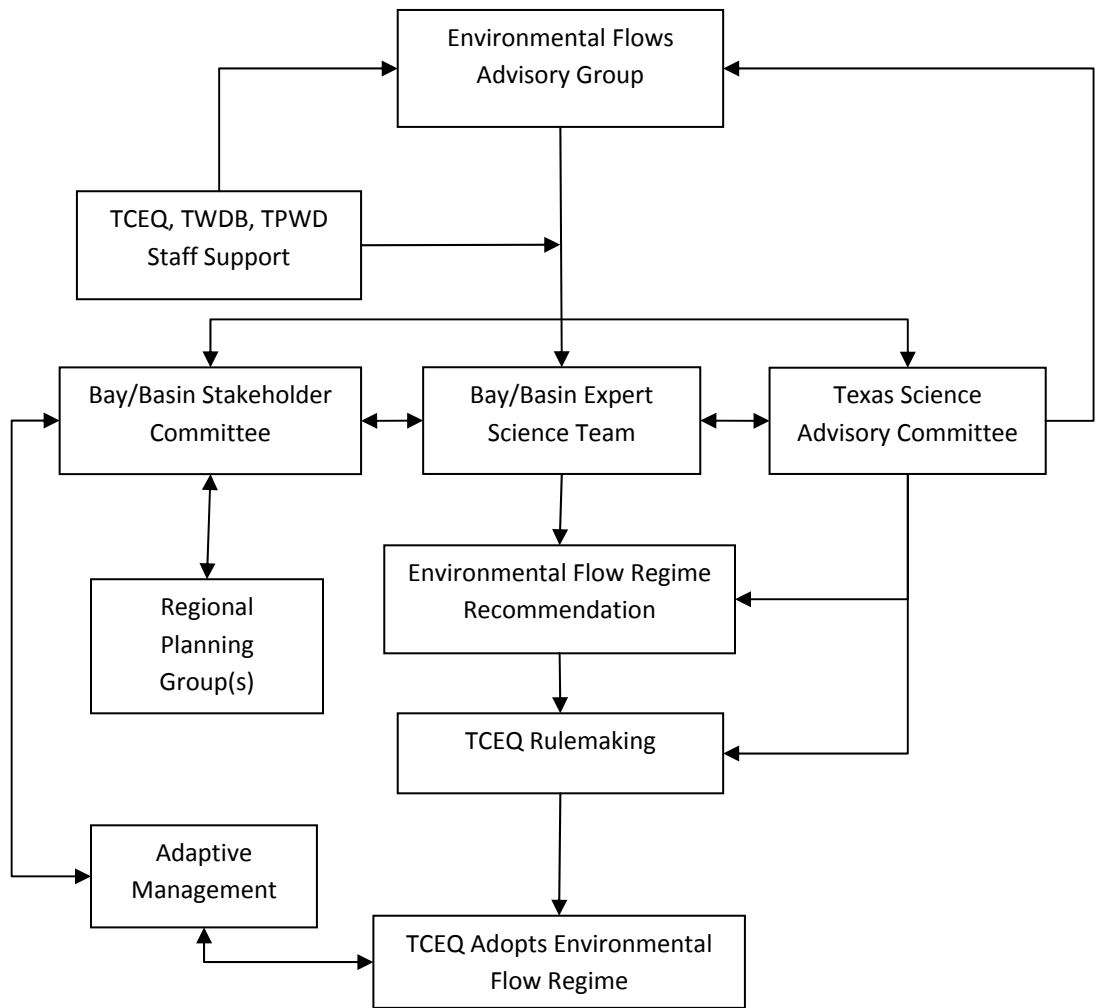 Environmental Flows
Advisory Group
TCEQ, TWDB, TPWD
Staff Support
Bay/Basin Stakeholder
Committee
Bay/Basin Expert
Science Team
Texas Science
Advisory Committee
Environmental Flow Regime
Recommendation
Regional
Planning
Group(s)
TCEQ Rulemaking
Adaptive
Management
TCEQ Adopts Environmental
Flow Regime